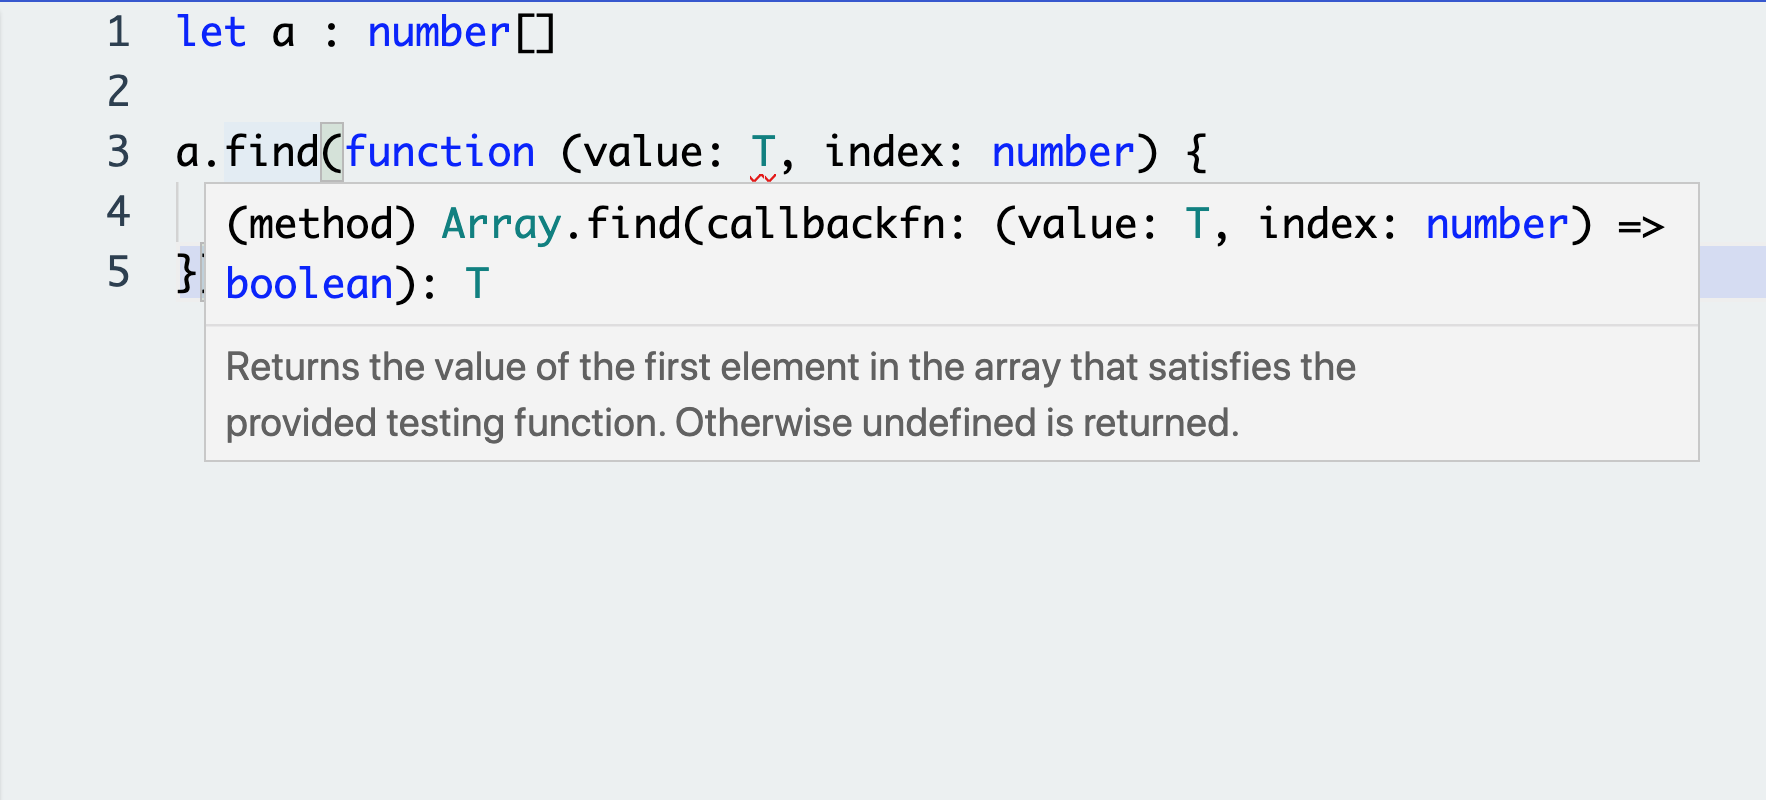 1 let a : number[]
2
3 a.find(function (value: T, index: number) {
4
(method) Array.find(callbackfn: (value: T, index: number) =>
5 }
boolean): T
Returns the value of the first element in the array that satisfies the
provided testing function. Otherwise undefined is returned.